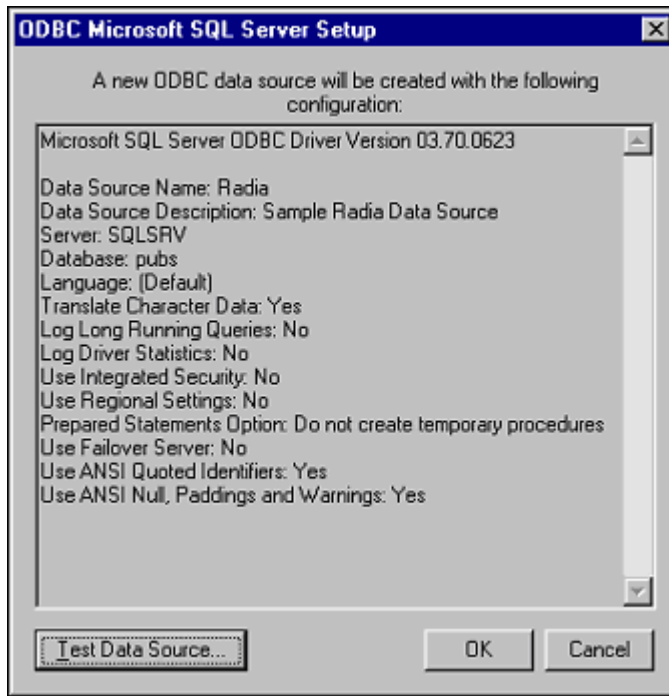 ODBC Microsoft SQL Server Setup
A new ODBC data source will be created with the following
configuration:
Microsoft SQL Server ODBC Driver Version 03.70.0623
Data Source Name: Radia
Data Source Description: Sample Radia Data Source
Server: SQLSRV
Database: pubs
Language: (Default)
Translate Character Data: Yes
Log Long Running Queries: No
Log Driver Statistics: No
Use Integrated Security: No
Use Regional Settings: No
Prepared Statements Option: Do not create temporary procedures
Use Failover Server: No
Use ANSI Quoted Identifiers: Yes
Use ANSI Null, Paddings and Warnings: Yes
Test Data Source...
OK
Cancel